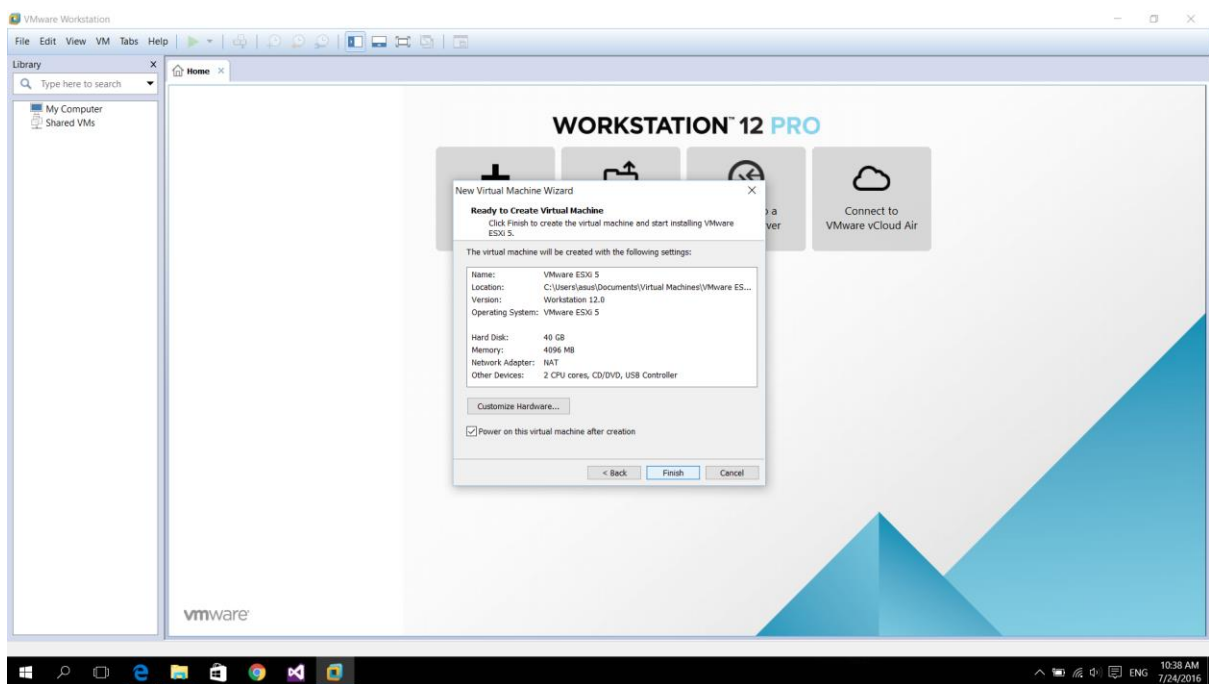 VMware Workstation
File Edit View VM Tabs Help
Library
Type here to search
My Computer
Shared VMs
Home
WORKSTATION™ 12 PRO
a
ver
Connect to
VMware vCloud Air
New Virtual Machine Wizard
Ready to Create Virtual Machine
Click Finish to create the virtual machine and start installing VMware
ESXi 5.
The virtual machine will be created with the following settings:
Name: VMware ESXi 5
Location: C:\Users\asus\Documents\Virtual Machines\VMware ES...
Version: Workstation 12.0
Operating System: VMware ESXi 5
Hard Disk: 40 GB
Memory: 4096 MB
Network Adapter: NAT
Other Devices: 2 CPU cores, CD/DVD, USB Controller
Customize Hardware...
Power on this virtual machine after creation
< Back Finish Cancel
vmware
ENG
10:38 AM
7/24/2016